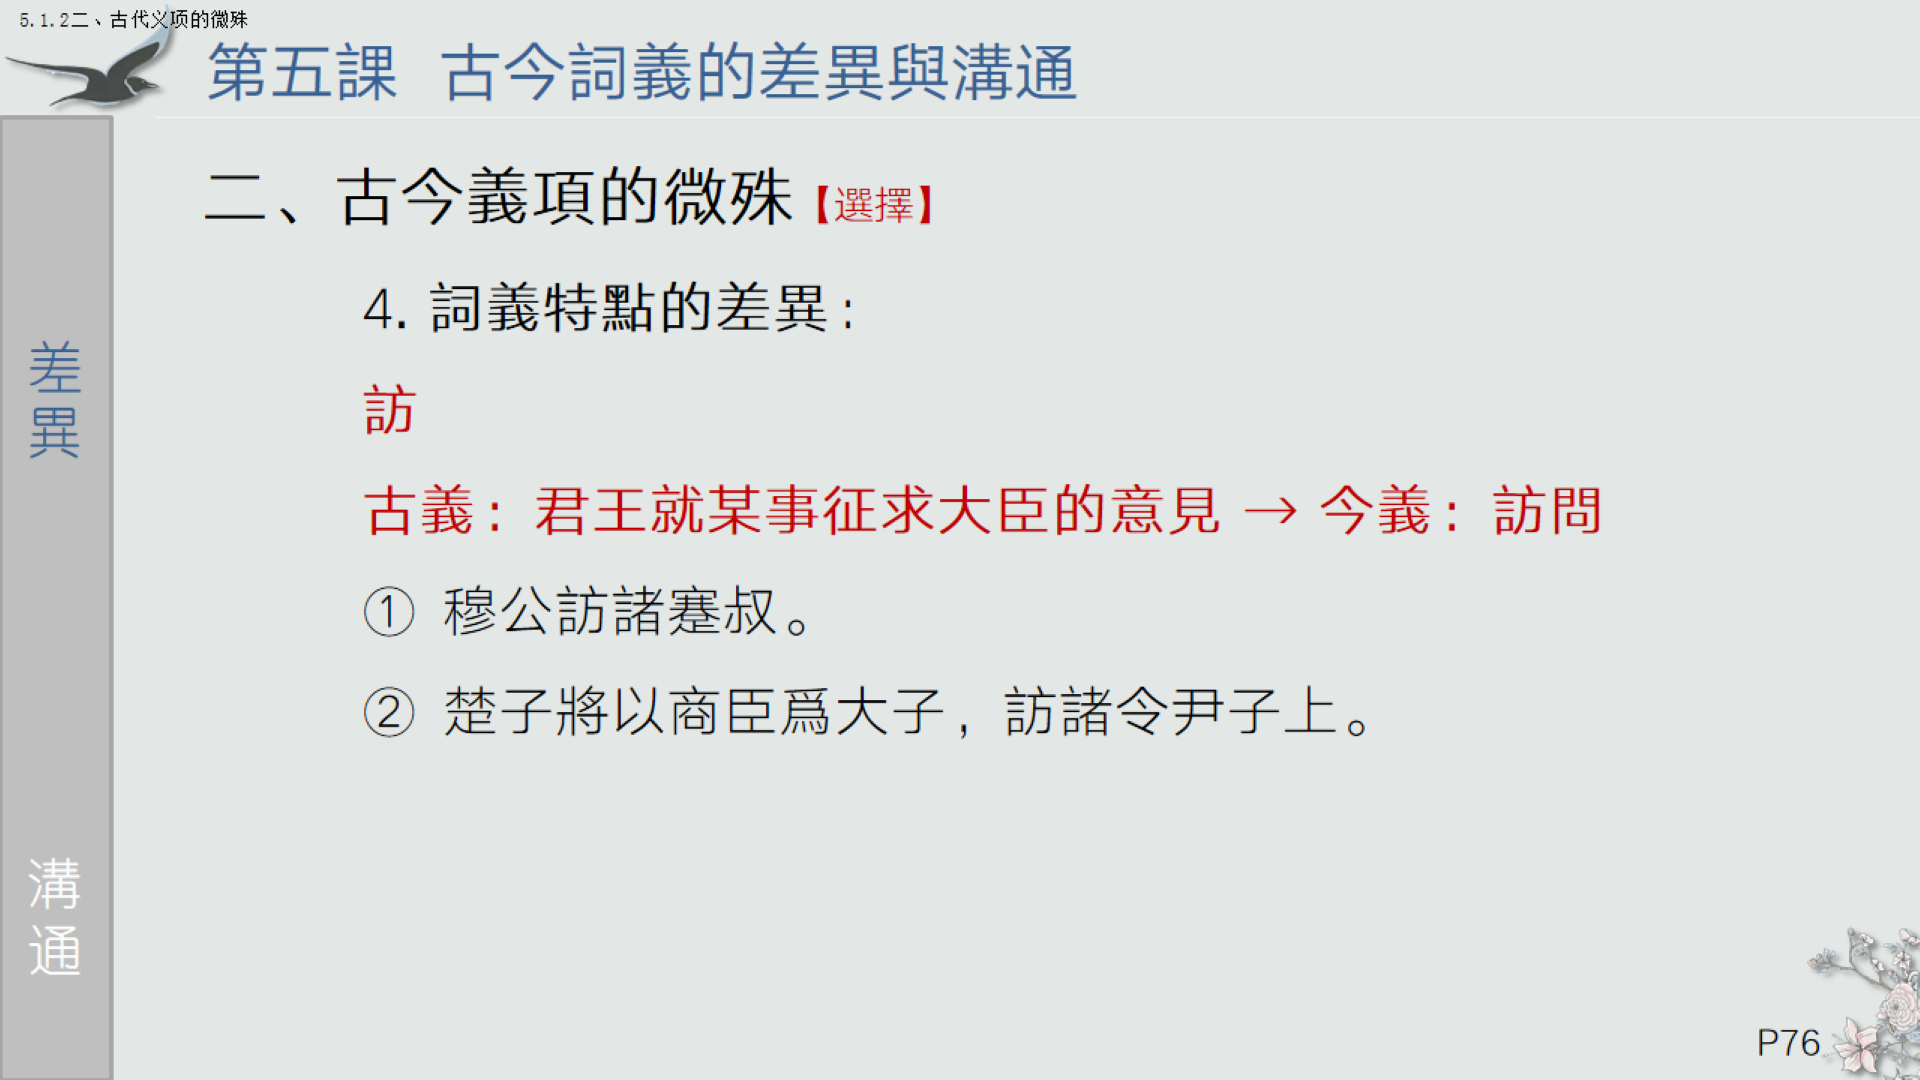 5.1.2二、古代义项的微殊
第五課 古今詞義的差異與溝通
二、古今義項的微殊【選擇】
4. 詞義特點的差異：
訪
古義：君王就某事征求大臣的意見 → 今義：訪問
① 穆公訪諸蹇叔。
② 楚子將以商臣爲大子，訪諸令尹子上。
差異
溝通
P76